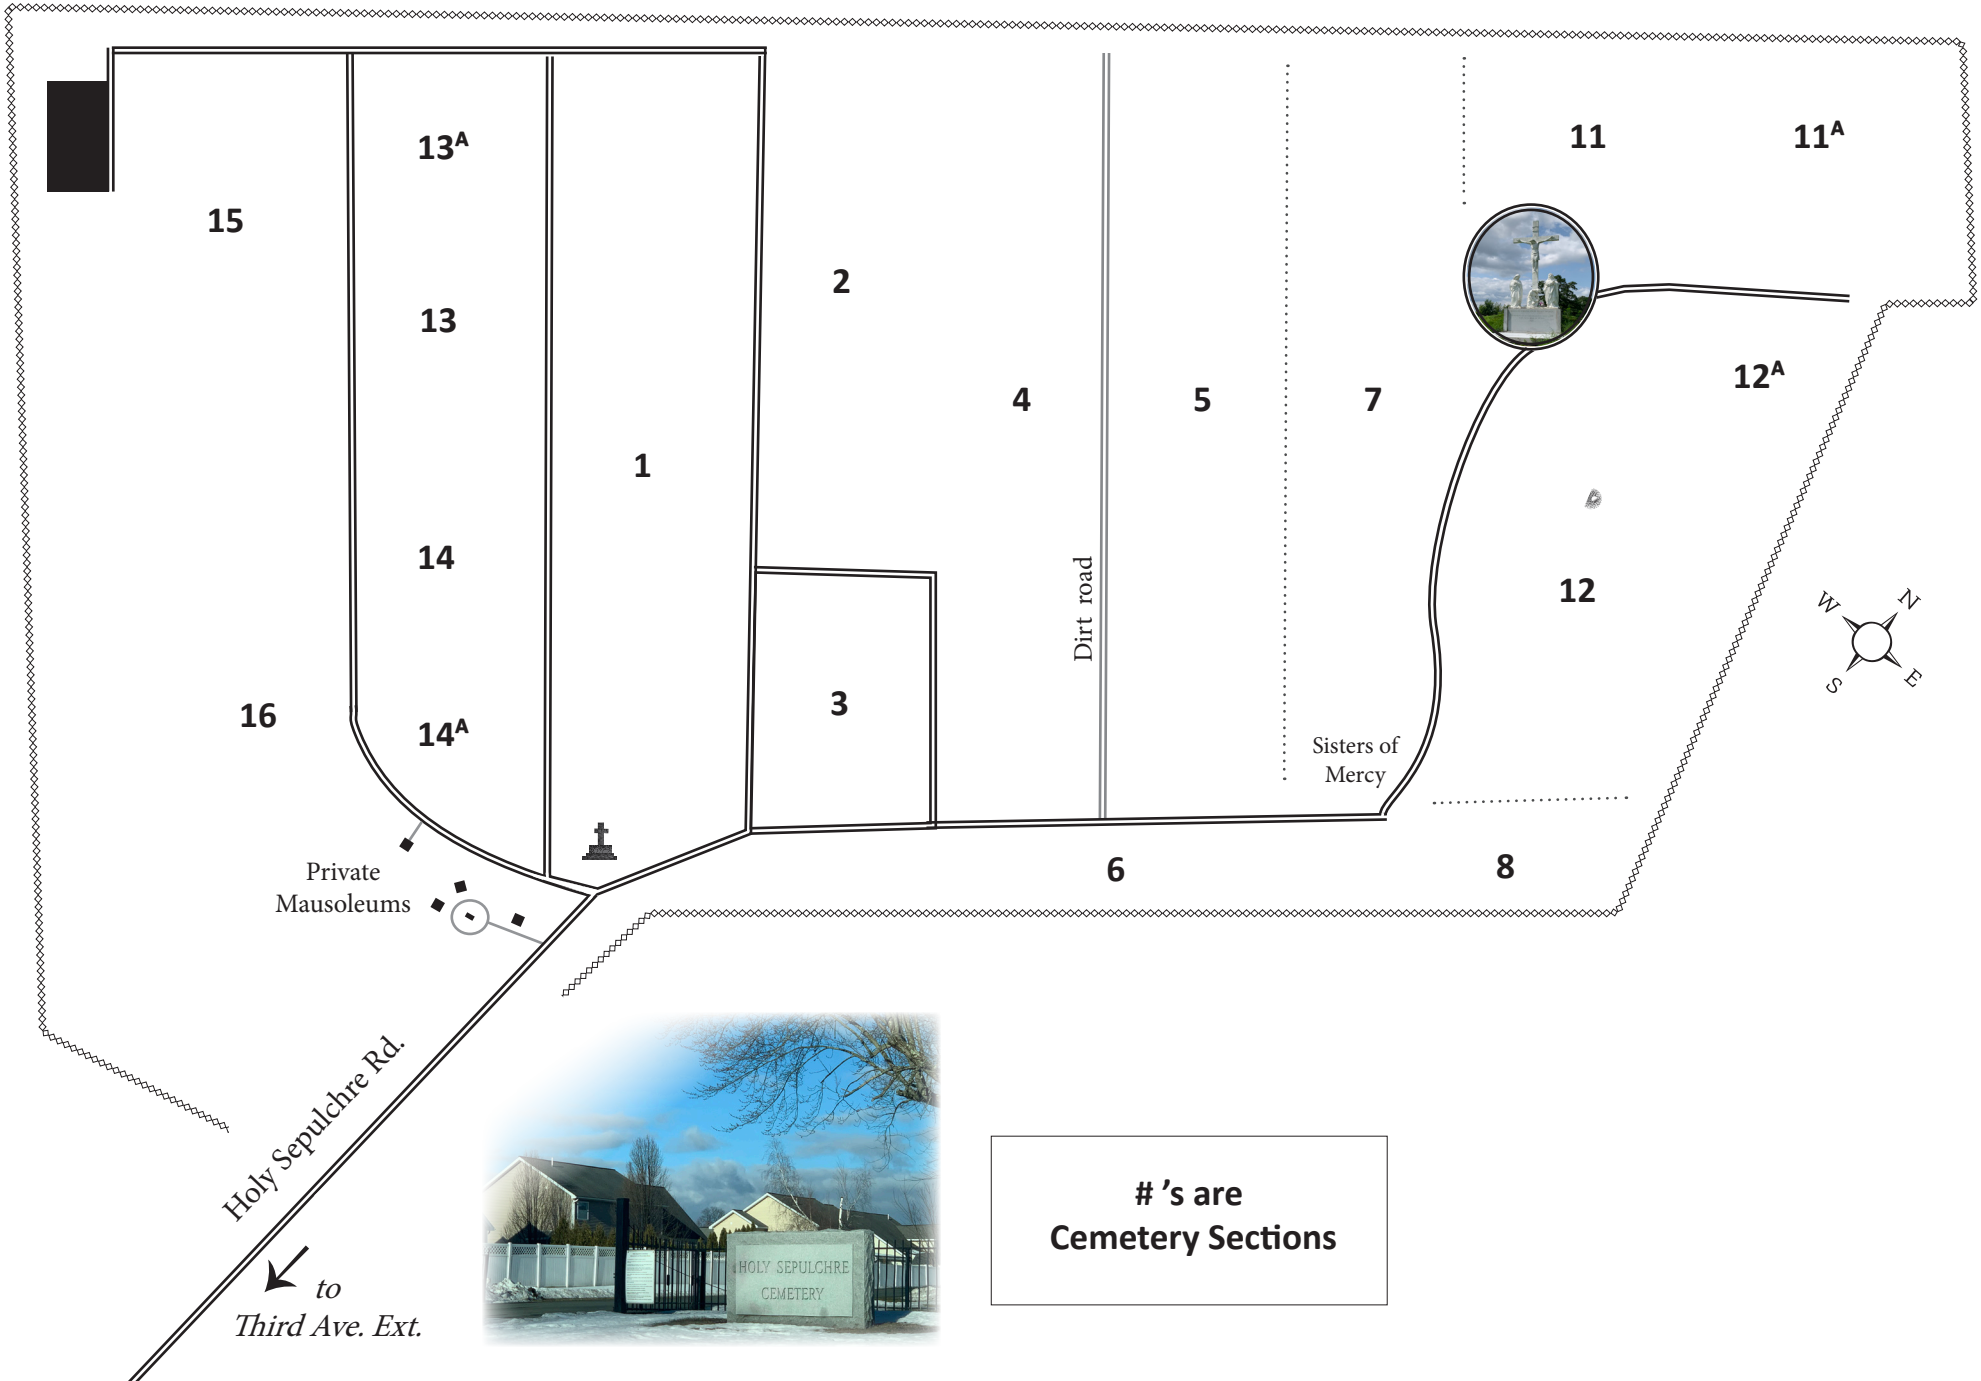 13A
11
11A
15
2
13
12A
4
5
7
1
14
Dirt road
12
W
N
S
E
3
16
14A
Sisters of
Mercy
6
8
Private
Mausoleums
Holy Sepulchre Rd.
to
Third Ave. Ext.
HOLY SEPULCHRE
CEMETERY
# 's are
Cemetery Sections